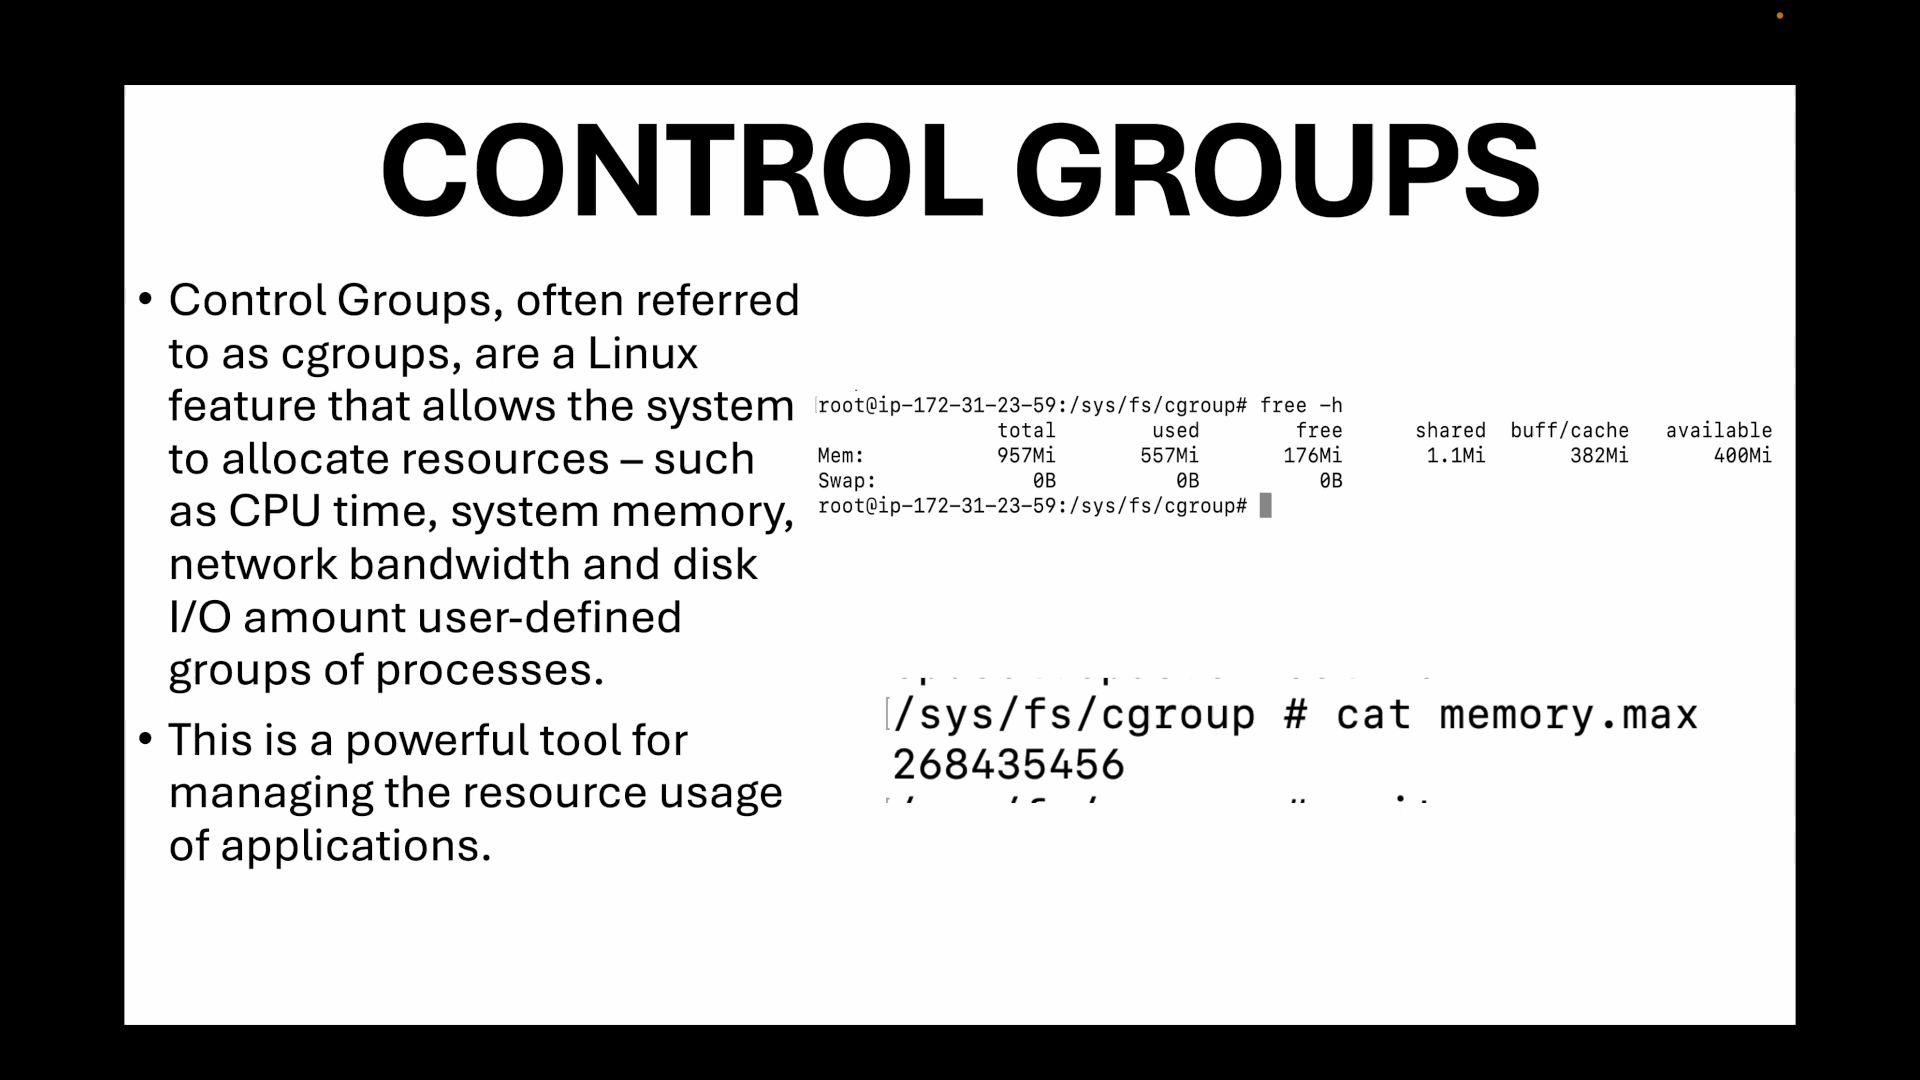 CONTROL GROUPS
• Control Groups, often referred
to as cgroups, are a Linux
feature that allows the system
to allocate resources – such
as CPU time, system memory,
network bandwidth and disk
I/O amount user-defined
groups of processes.
• This is a powerful tool for
managing the resource usage
of applications.
root@ip-172-31-23-59:/sys/fs/cgroup# free -h
total used free shared buff/cache available
Mem: 957Mi 557Mi 176Mi 1.1Mi 382Mi 400Mi
Swap: 0B 0B 0B
root@ip-172-31-23-59:/sys/fs/cgroup#
/sys/fs/cgroup # cat memory.max
268435456